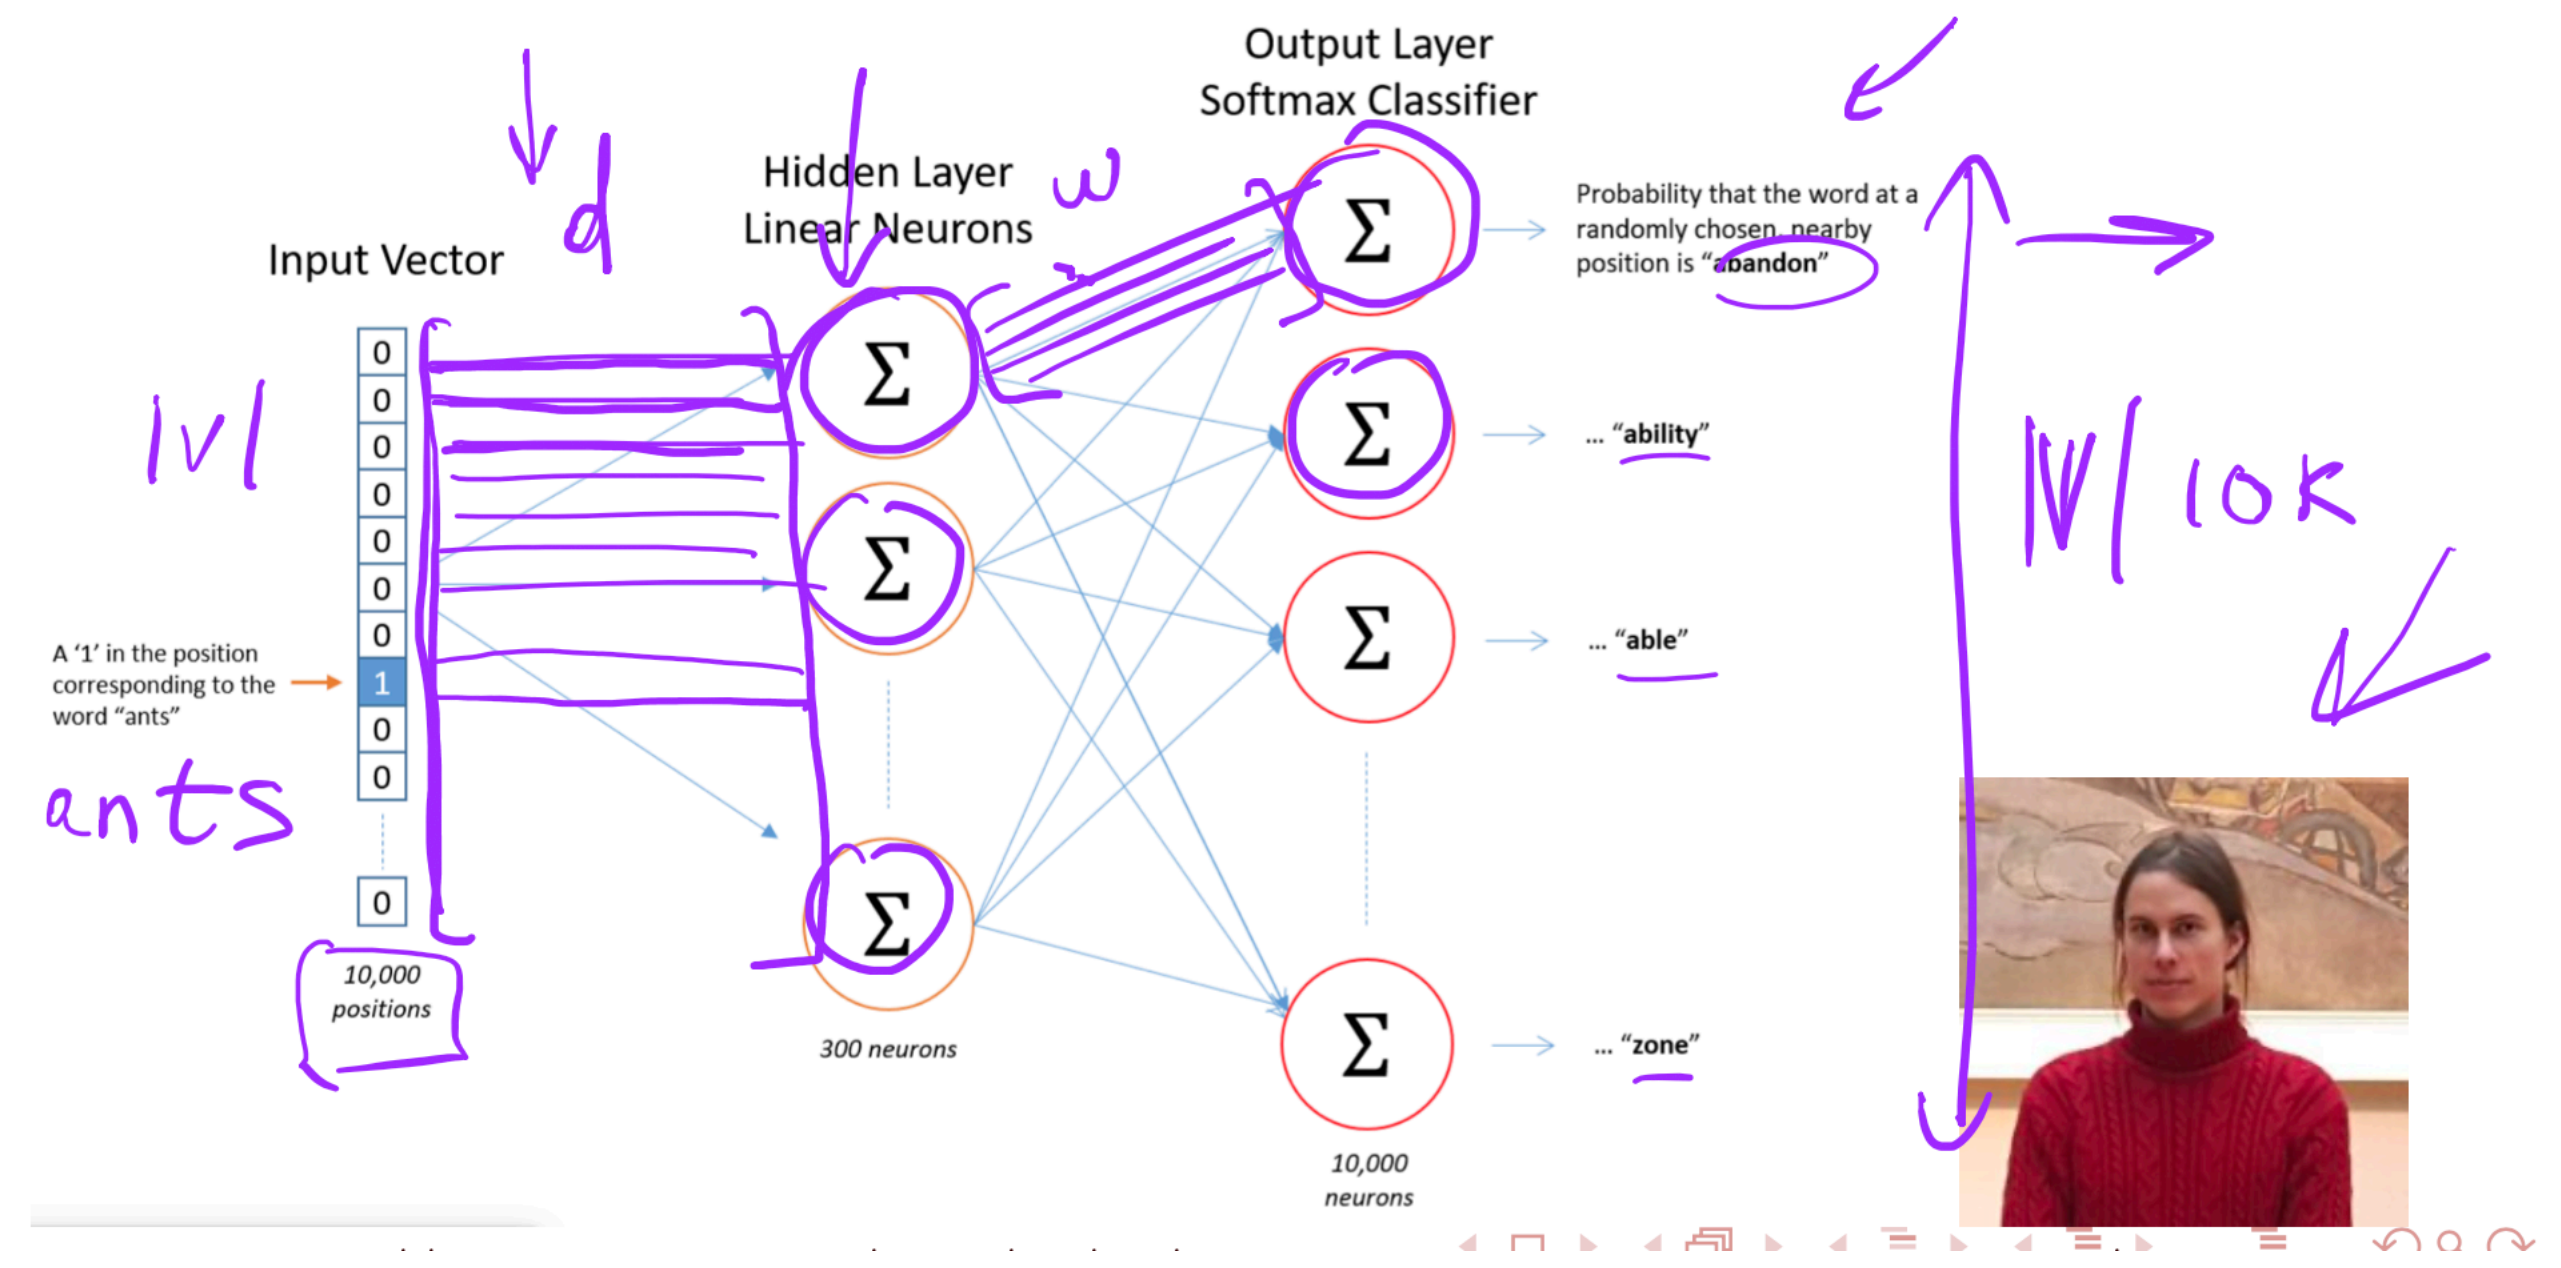 Output Layer
Softmax Classifier
Hidden Layer
Linear Neurons
Input Vector
d
w
|v|
0
0
0
0
0
0
0
1
0
0
0
A ‘1’ in the position
corresponding to the
word “ants”
ants
10,000
positions
Σ
Σ
Σ
300 neurons
Σ
Σ
Σ
Σ
10,000
neurons
Probability that the word at a
randomly chosen, nearby
position is “abandon”
... “ability”
... “able”
... “zone”
|V| 10K